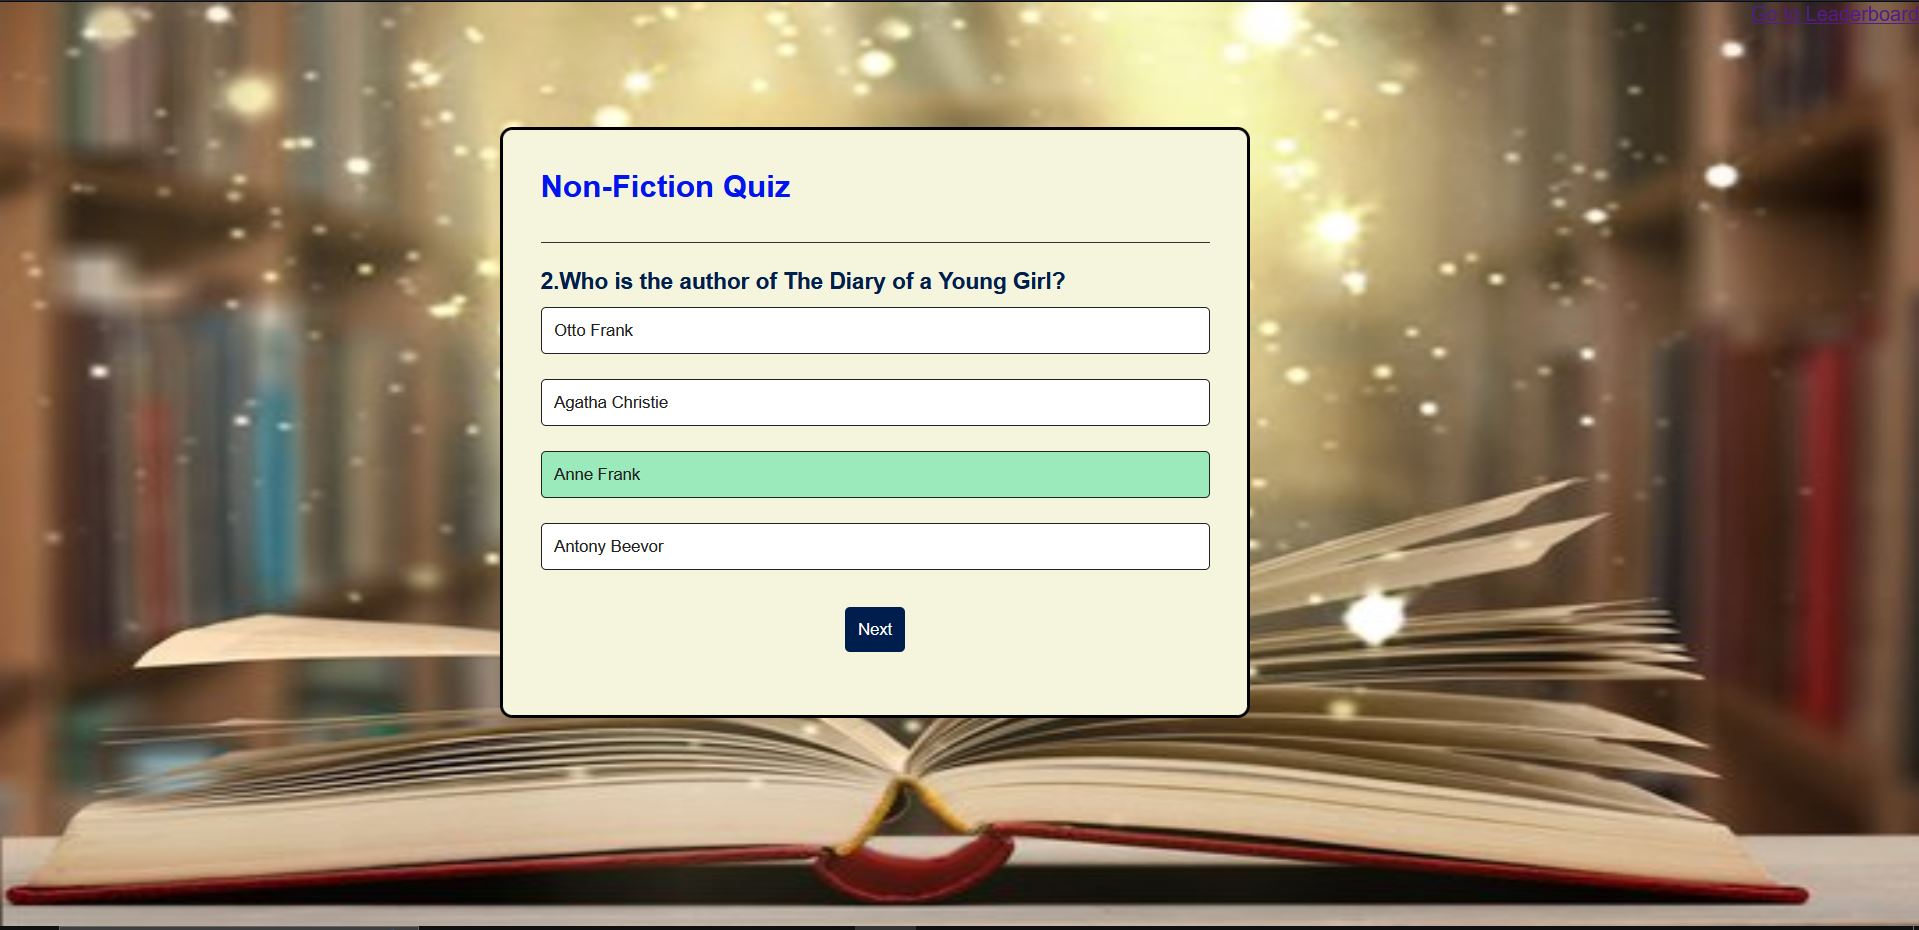 Go to Leaderboard
Non-Fiction Quiz
2.Who is the author of The Diary of a Young Girl?
Otto Frank
Agatha Christie
Anne Frank
Antony Beevor
Next